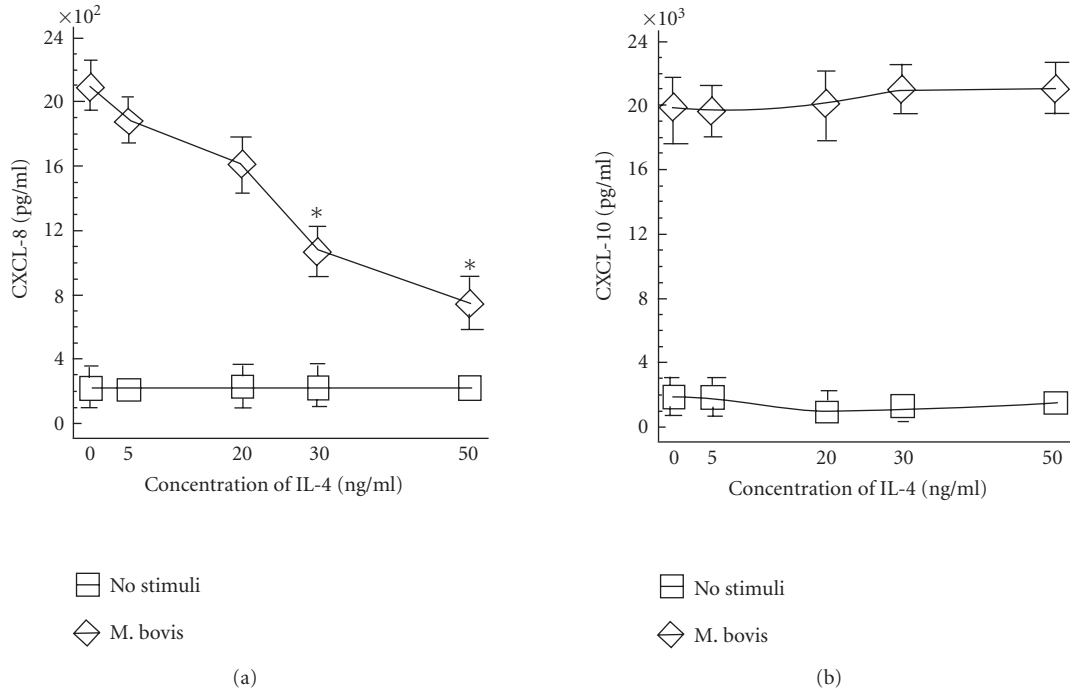 ×10²
24
20
16
12
8
4
0
CXCL-8 (pg/ml)
*
*
0 5 20 30 50
Concentration of IL-4 (ng/ml)
No stimuli
M. bovis
(a)
×10³
24
20
16
12
8
4
0
CXCL-10 (pg/ml)
0 5 20 30 50
Concentration of IL-4 (ng/ml)
No stimuli
M. bovis
(b)